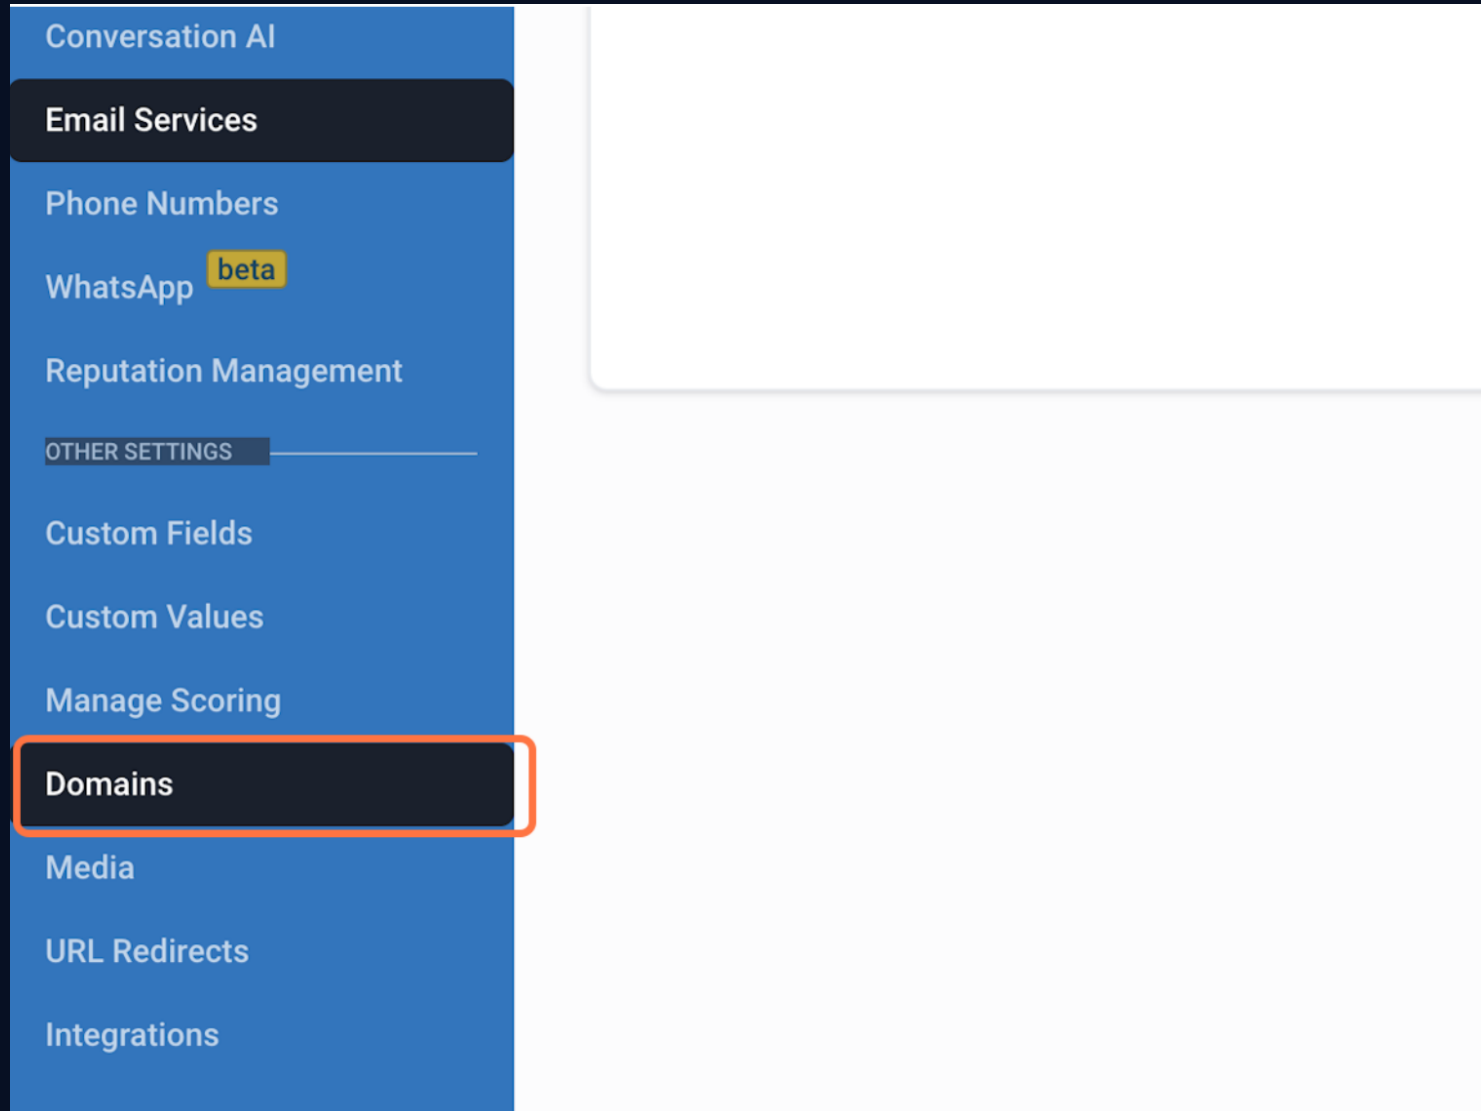 Conversation AI
Email Services
Phone Numbers
WhatsApp beta
Reputation Management
OTHER SETTINGS
Custom Fields
Custom Values
Manage Scoring
Domains
Media
URL Redirects
Integrations